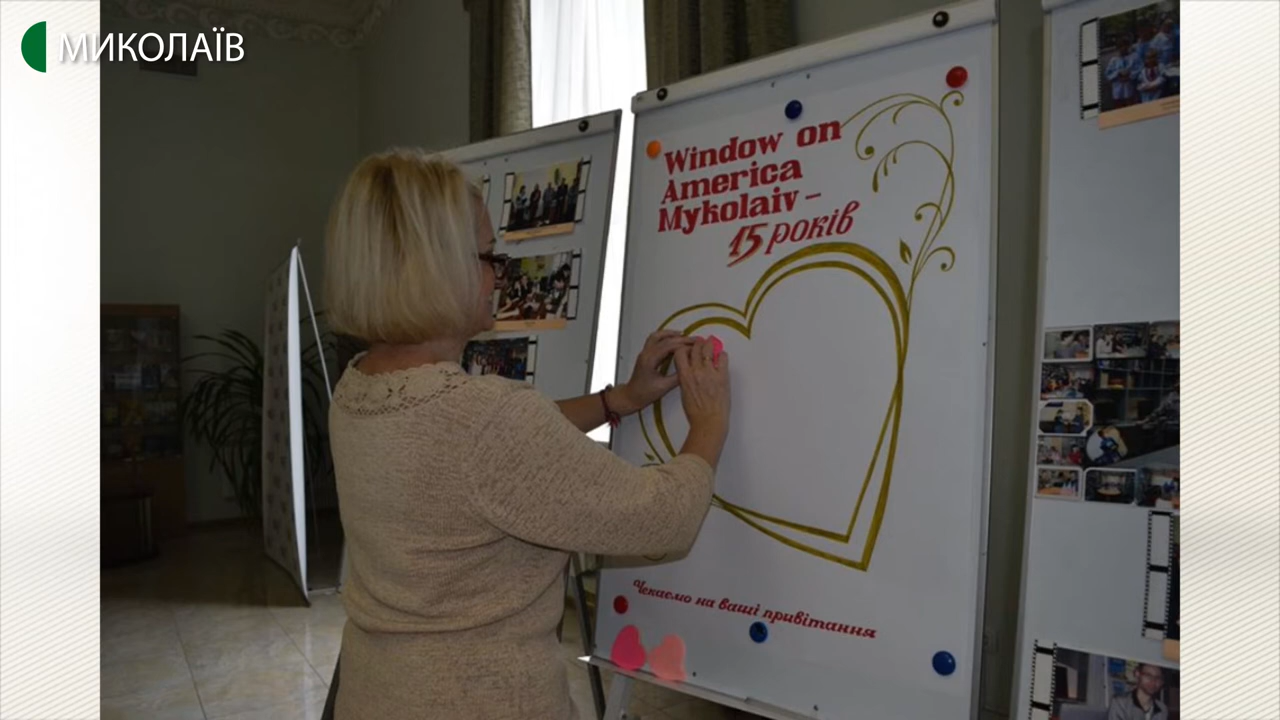 МИКОЛАЇВ
Window on
America
Mykolaiv –
15 років
Чекаємо на ваші привітання